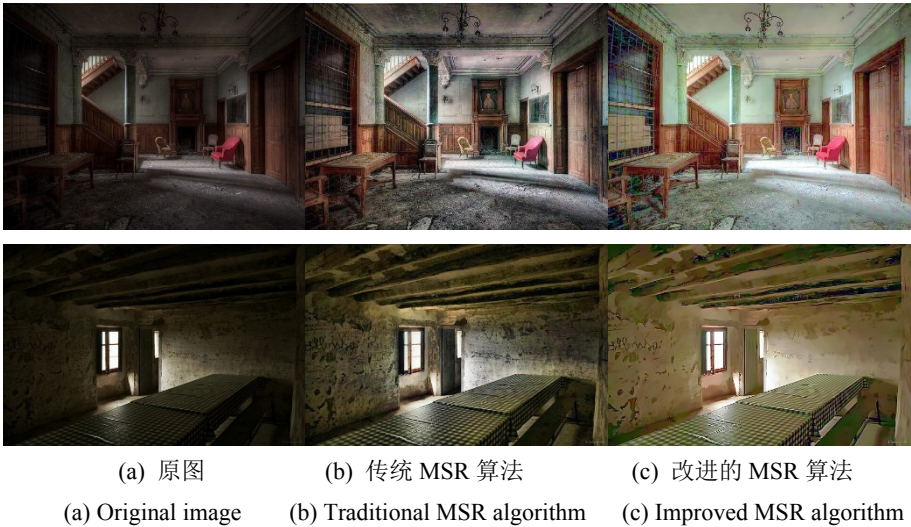 (a) 原图 (b) 传统 MSR 算法 (c) 改进的 MSR 算法
(a) Original image (b) Traditional MSR algorithm (c) Improved MSR algorithm